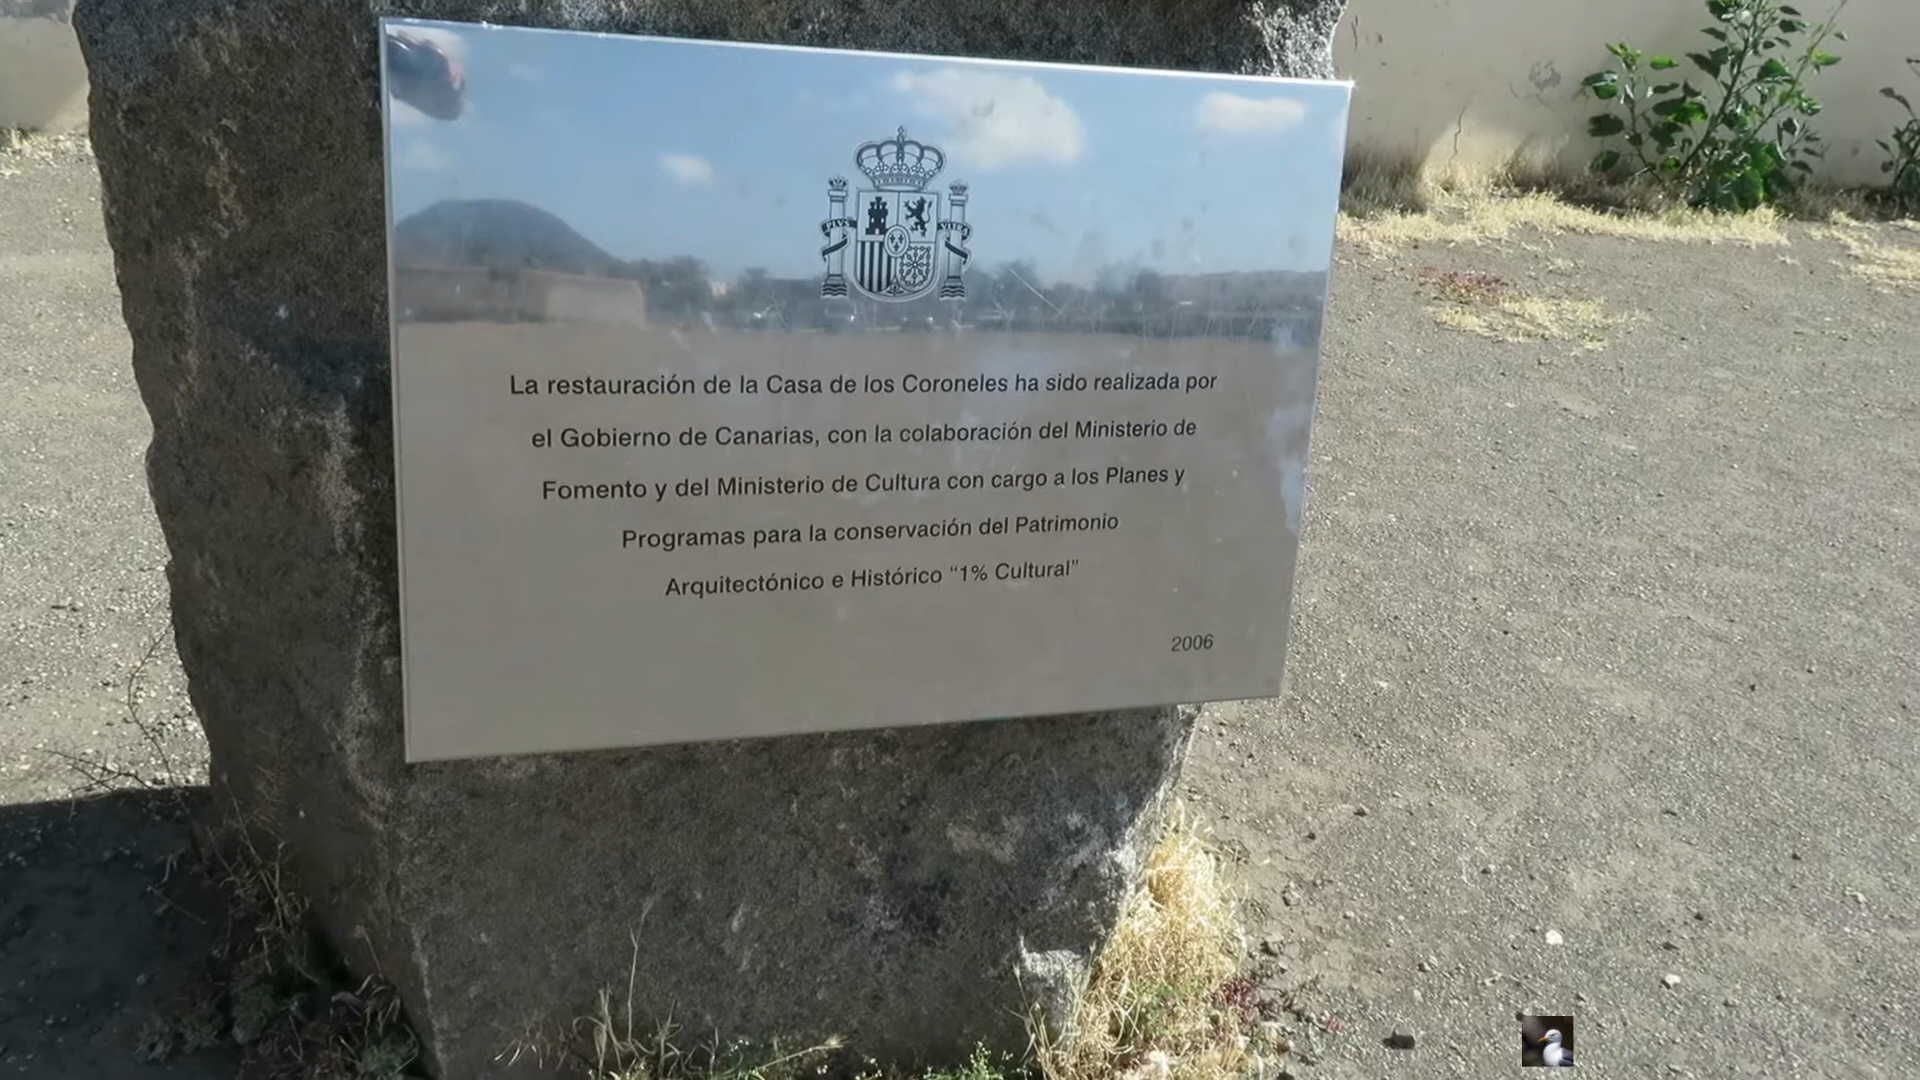 PLVS VLTRA
La restauración de la Casa de los Coroneles ha sido realizada por
el Gobierno de Canarias, con la colaboración del Ministerio de
Fomento y del Ministerio de Cultura con cargo a los Planes y
Programas para la conservación del Patrimonio
Arquitectónico e Histórico “1% Cultural”
2006